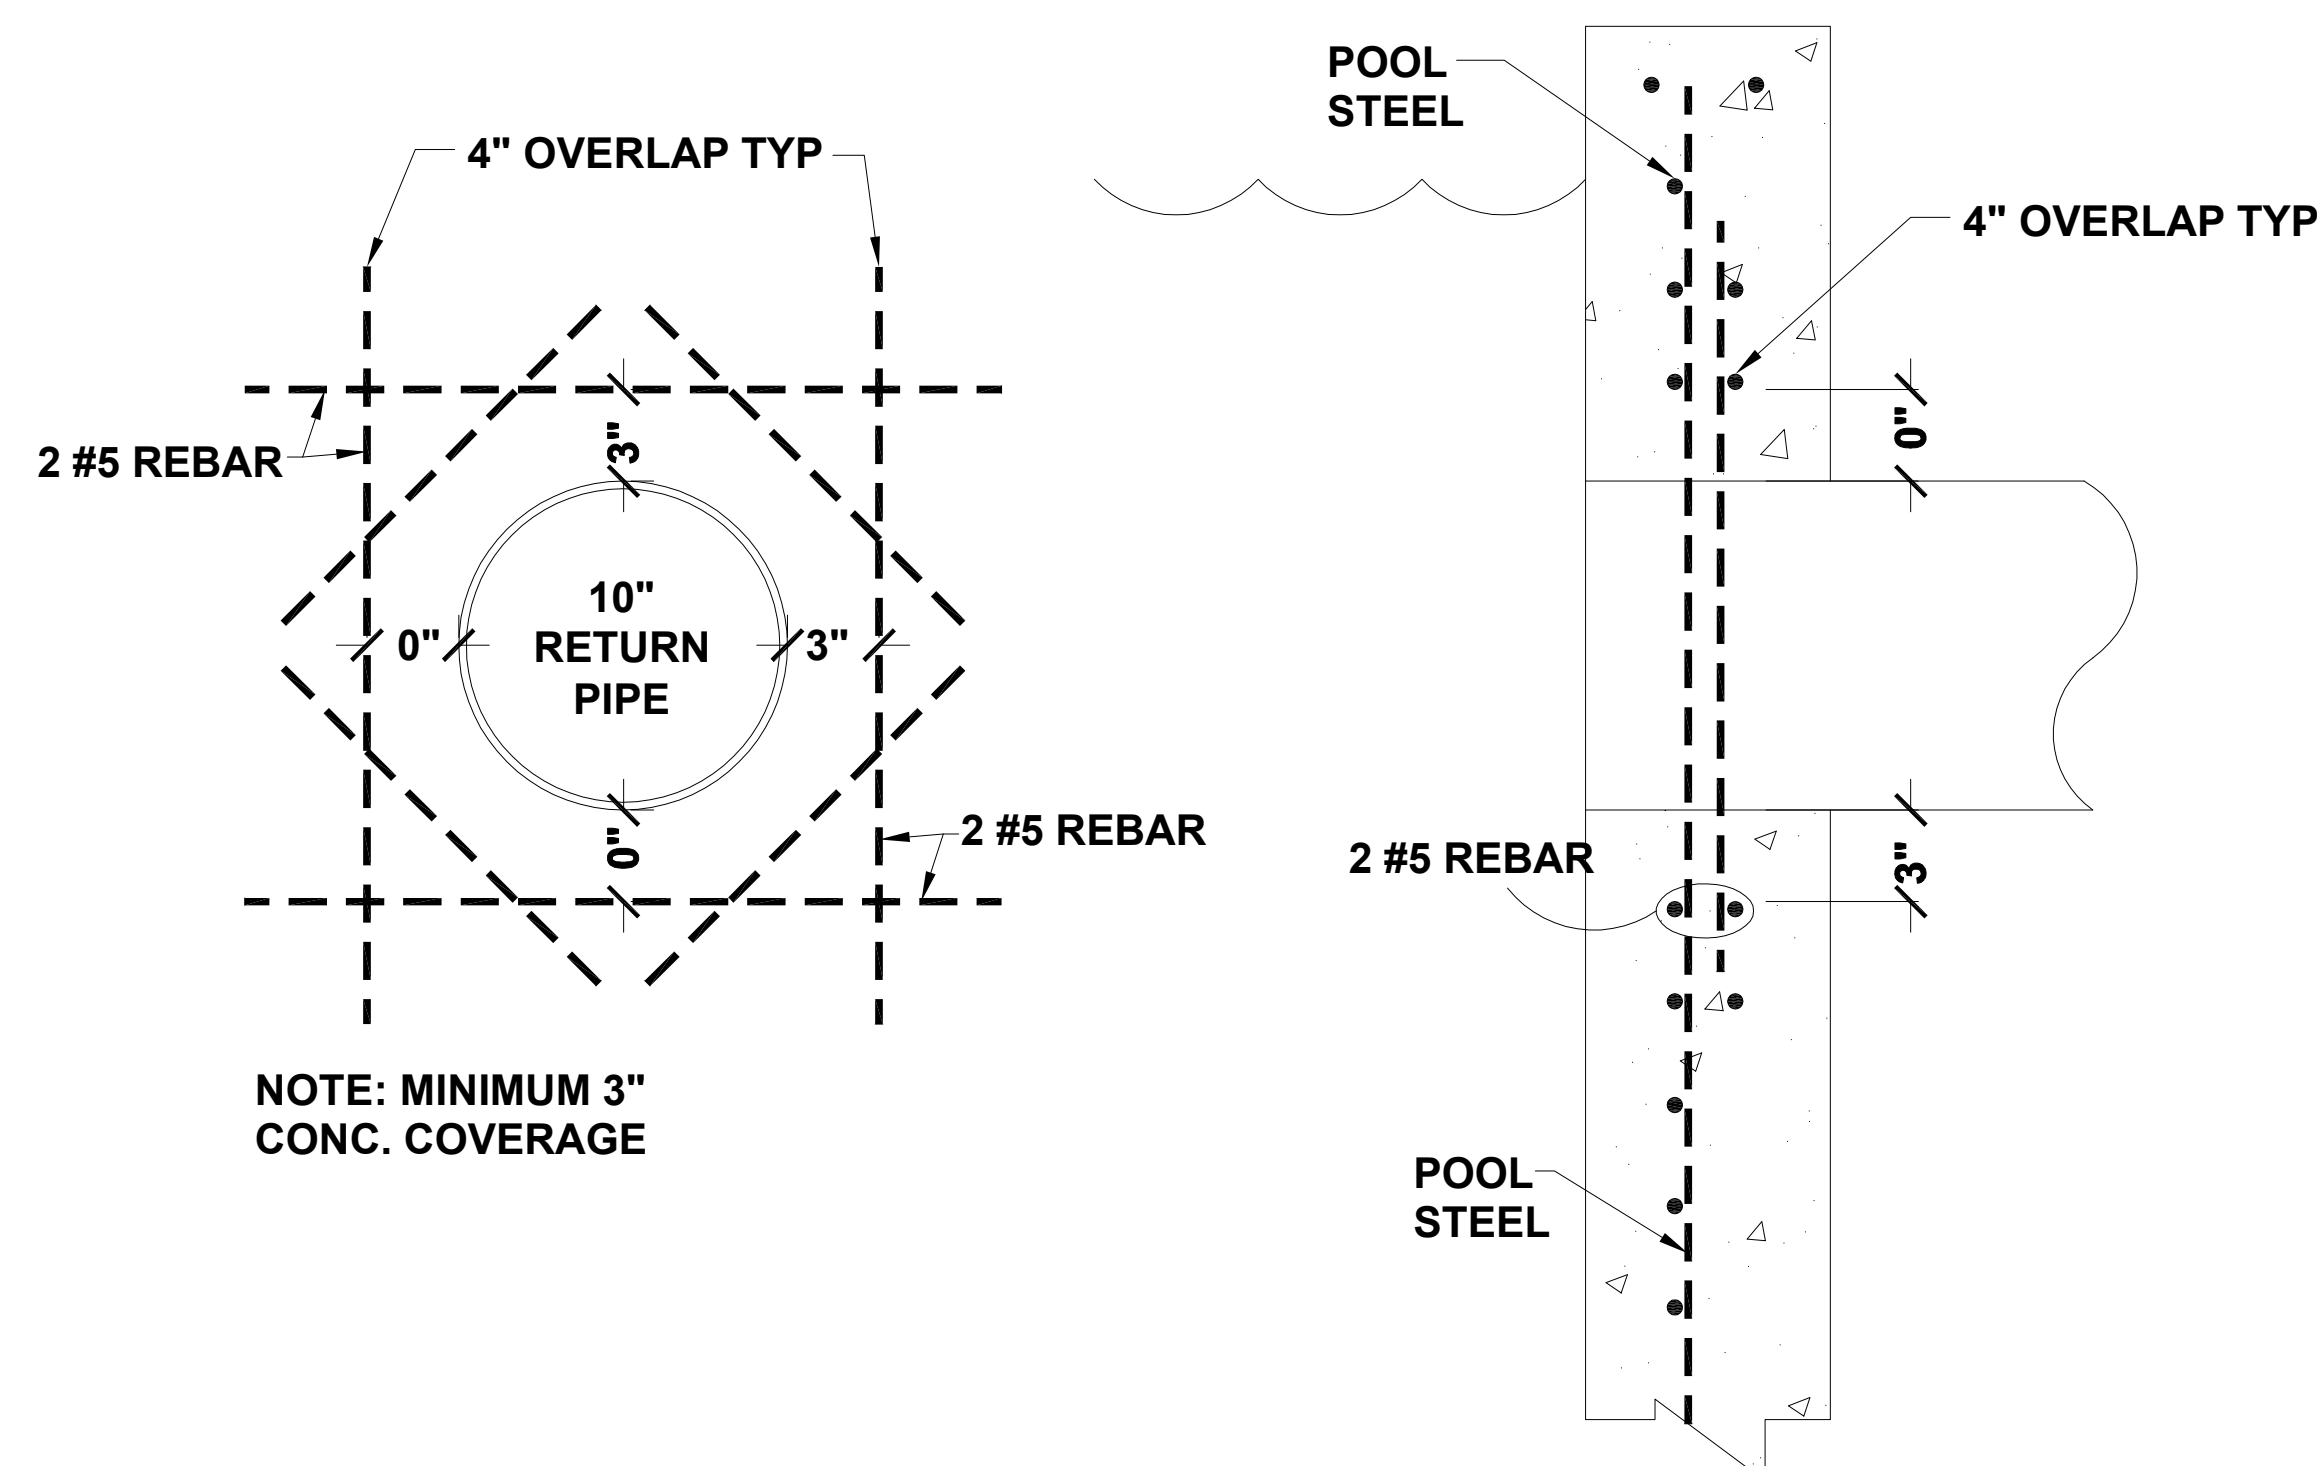 4" OVERLAP TYP
2 #5 REBAR
3"
0"
10"
RETURN
PIPE
3"
0"
2 #5 REBAR
NOTE: MINIMUM 3"
CONC. COVERAGE
POOL
STEEL
4" OVERLAP TYP
0"
2 #5 REBAR
3"
POOL
STEEL